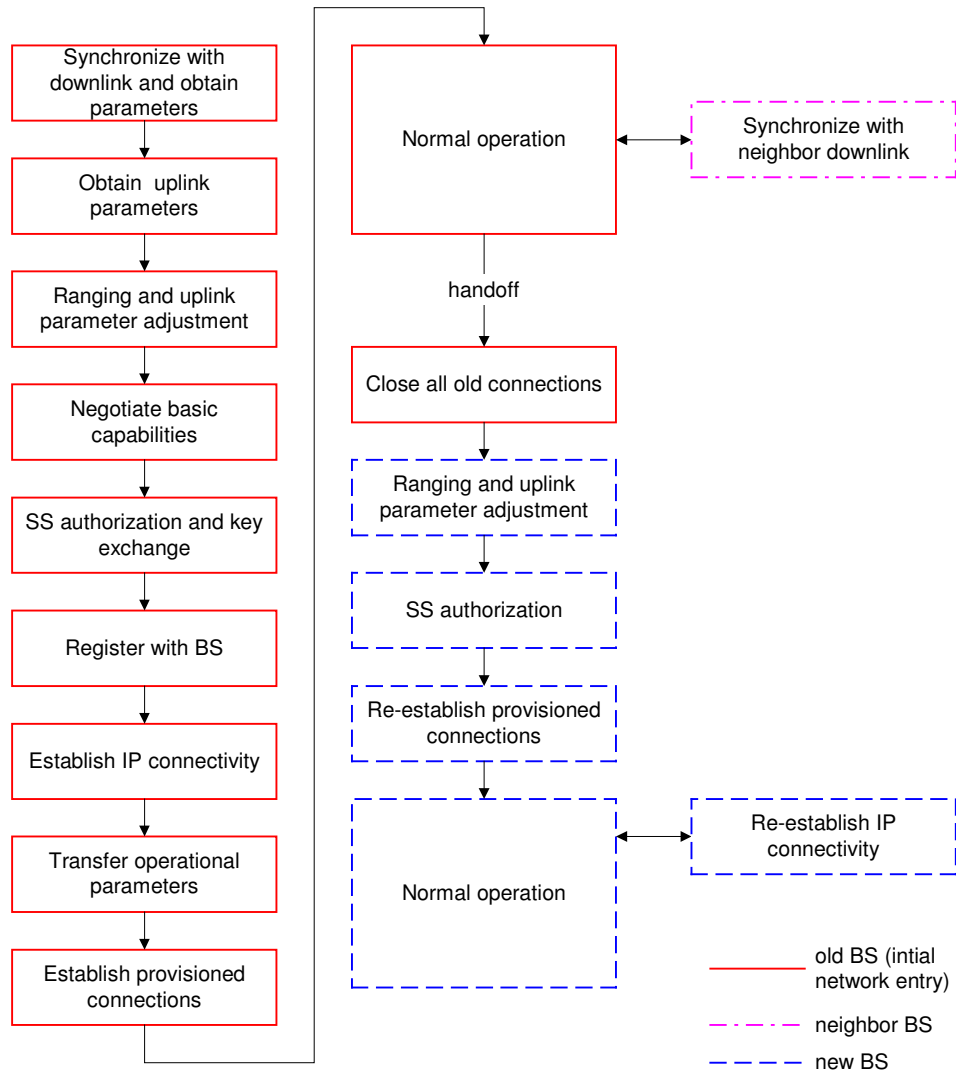 Synchronize with
downlink and obtain
parameters
Obtain uplink
parameters
Ranging and uplink
parameter adjustment
Negotiate basic
capabilities
SS authorization and key
exchange
Register with BS
Establish IP connectivity
Transfer operational
parameters
Establish provisioned
connections
Normal operation
Synchronize with
neighbor downlink
handoff
Close all old connections
Ranging and uplink
parameter adjustment
SS authorization
Re-establish provisioned
connections
Normal operation
Re-establish IP
connectivity
old BS (intial
network entry)
neighbor BS
new BS